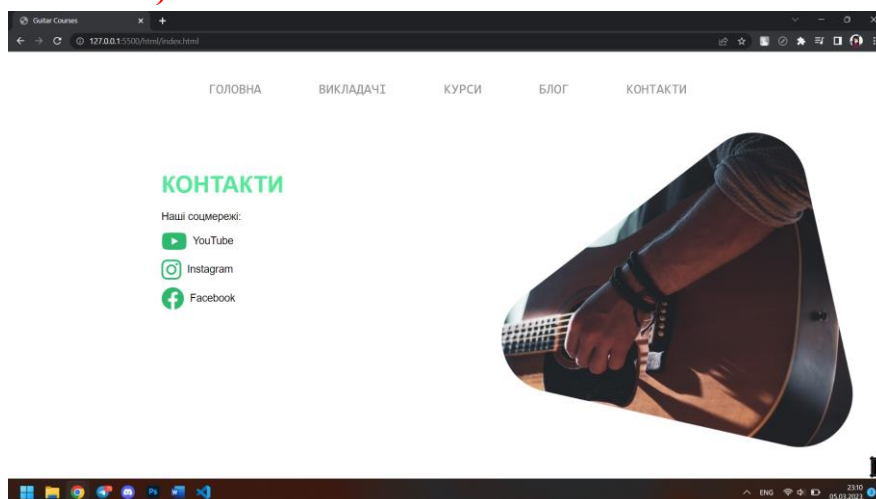 )
Guitar Courses
127.0.0.1:5500/html/index.html
ГОЛОВНА ВИКЛАДАЧІ КУРСИ БЛОГ КОНТАКТИ
КОНТАКТИ
Наші соцмережі:
YouTube
Instagram
Facebook
Ps
ENG 23:10
05.03.2023